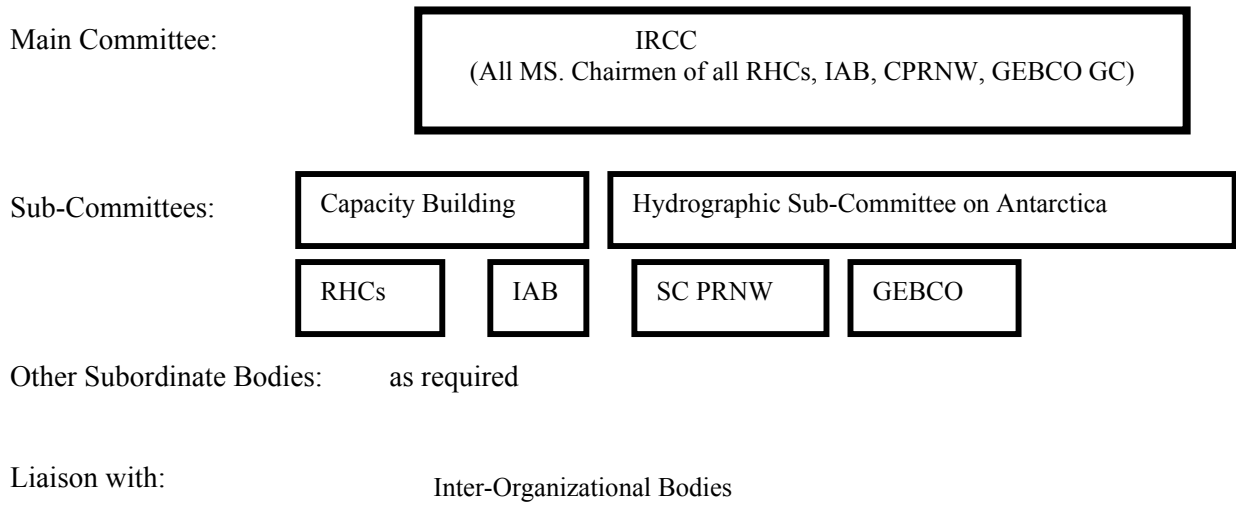 Main Committee:
IRCC
(All MS. Chairmen of all RHCs, IAB, CPRNW, GEBCO GC)
Sub-Committees:
Capacity Building
Hydrographic Sub-Committee on Antarctica
RHCs
IAB
SC PRNW
GEBCO
Other Subordinate Bodies: as required
Liaison with:
Inter-Organizational Bodies